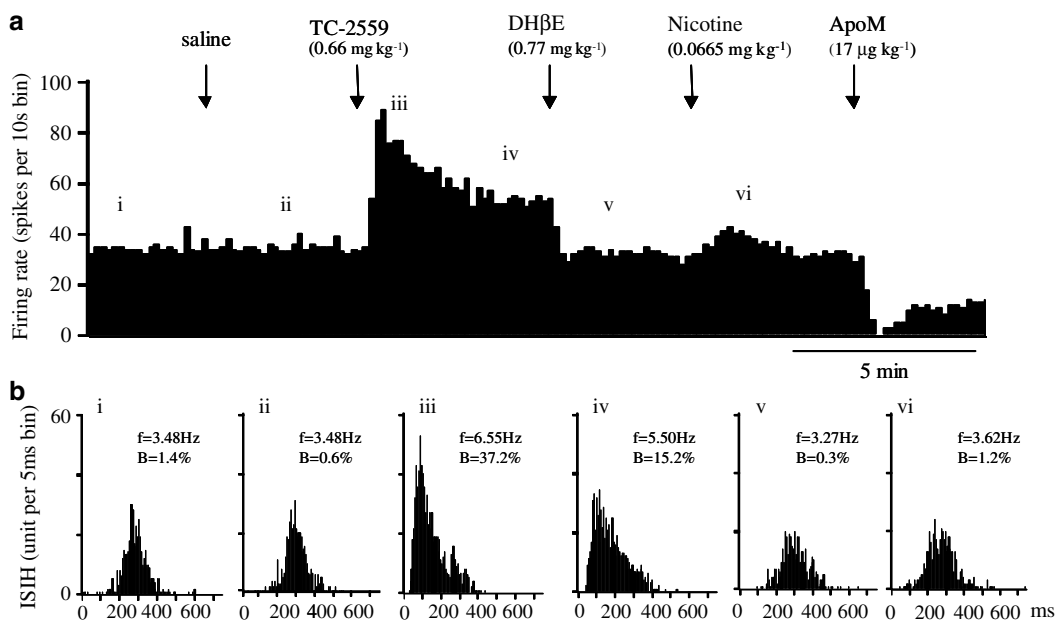 a
saline
TC-2559
(0.66 mg kg-1)
DHβE
(0.77 mg kg-1)
Nicotine
(0.0665 mg kg-1)
ApoM
(17 µg kg-1)
Firing rate (spikes per 10s bin)
100
80
60
40
20
0
i
ii
iii
iv
v
vi
5 min
b
ISIH (unit per 5ms bin)
60
0
i
f=3.48Hz
B=1.4%
200 400 600
ii
f=3.48Hz
B=0.6%
0 200 400 600
iii
f=6.55Hz
B=37.2%
0 200 400 600
iv
f=5.50Hz
B=15.2%
0 200 400 600
v
f=3.27Hz
B=0.3%
0 200 400 600
vi
f=3.62Hz
B=1.2%
0 200 400 600
ms